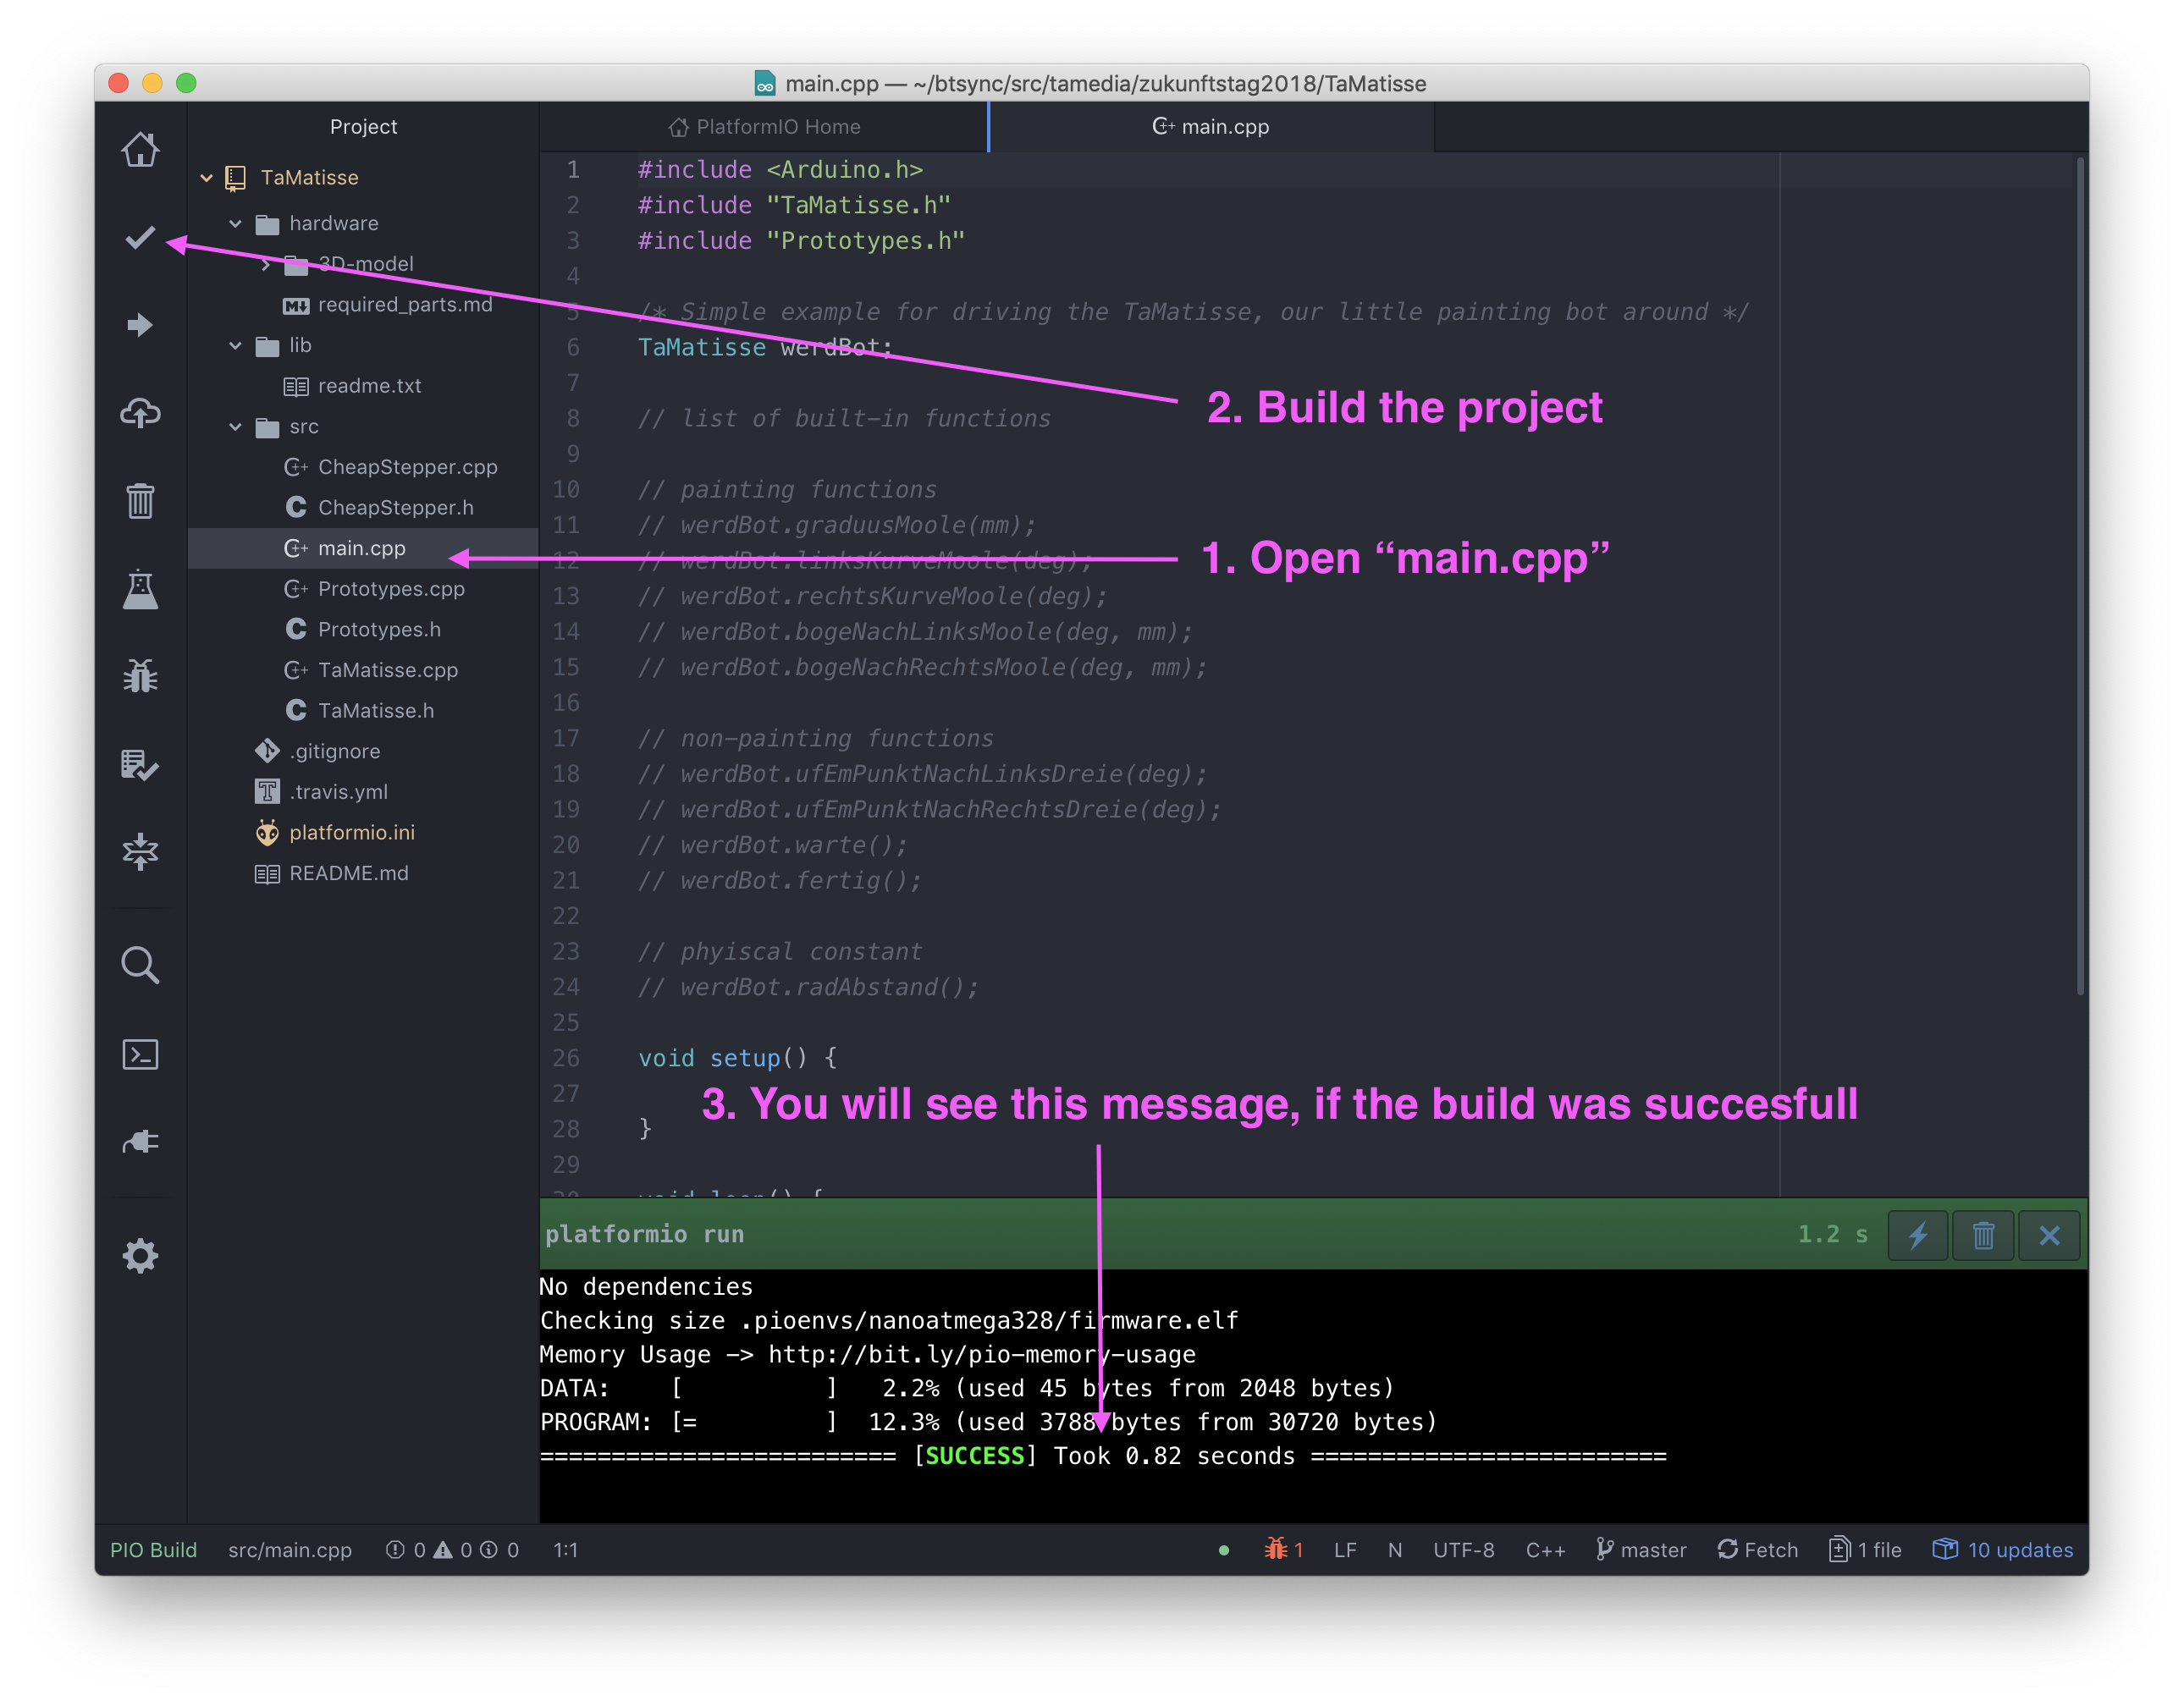 main.cpp — ~/btsync/src/tamedia/zukunftstag2018/TaMatisse
Project
TaMatisse
hardware
3D-model
required_parts.md
lib
readme.txt
src
CheapStepper.cpp
CheapStepper.h
main.cpp
Prototypes.cpp
Prototypes.h
TaMatisse.cpp
TaMatisse.h
.gitignore
.travis.yml
platformio.ini
README.md
PlatformIO Home
main.cpp
1 #include <Arduino.h>
2 #include "TaMatisse.h"
3 #include "Prototypes.h"
4
5 /* Simple example for driving the TaMatisse, our little painting bot around */
6 TaMatisse werdBot;
7
8 // list of built-in functions
9
10 // painting functions
11 // werdBot.graduusMoole(mm);
12 // werdBot.linksKurveMoole(deg);
13 // werdBot.rechtsKurveMoole(deg);
14 // werdBot.bogeNachLinksMoole(deg, mm);
15 // werdBot.bogeNachRechtsMoole(deg, mm);
16
17 // non-painting functions
18 // werdBot.ufEmPunktNachLinksDreie(deg);
19 // werdBot.ufEmPunktNachRechtsDreie(deg);
20 // werdBot.warte();
21 // werdBot.fertig();
22
23 // phyiscal constant
24 // werdBot.radAbstand();
25
26 void setup() {
27
28 }
29
30 void loop() {
2. Build the project
1. Open “main.cpp”
3. You will see this message, if the build was succesfull
platformio run 1.2 s
No dependencies
Checking size .pioenvs/nanoatmega328/firmware.elf
Memory Usage -> http://bit.ly/pio-memory-usage
DATA: [ ] 2.2% (used 45 bytes from 2048 bytes)
PROGRAM: [= ] 12.3% (used 3788 bytes from 30720 bytes)
========================= [SUCCESS] Took 0.82 seconds =========================
PIO Build src/main.cpp 0 0 0 1:1 1 LF N UTF-8 C++ master Fetch 1 file 10 updates